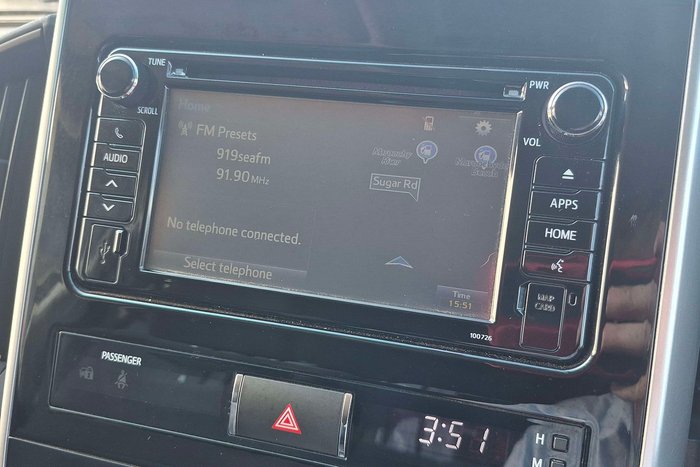 TUNE
SCROLL
AUDIO
Home
FM Presets
919seafm
91.90 MHz
No telephone connected.
Select telephone
Sugar Rd
Time
15:51
PWR
VOL
APPS
HOME
MAP
CARD
100726
PASSENGER
3:51
H
M